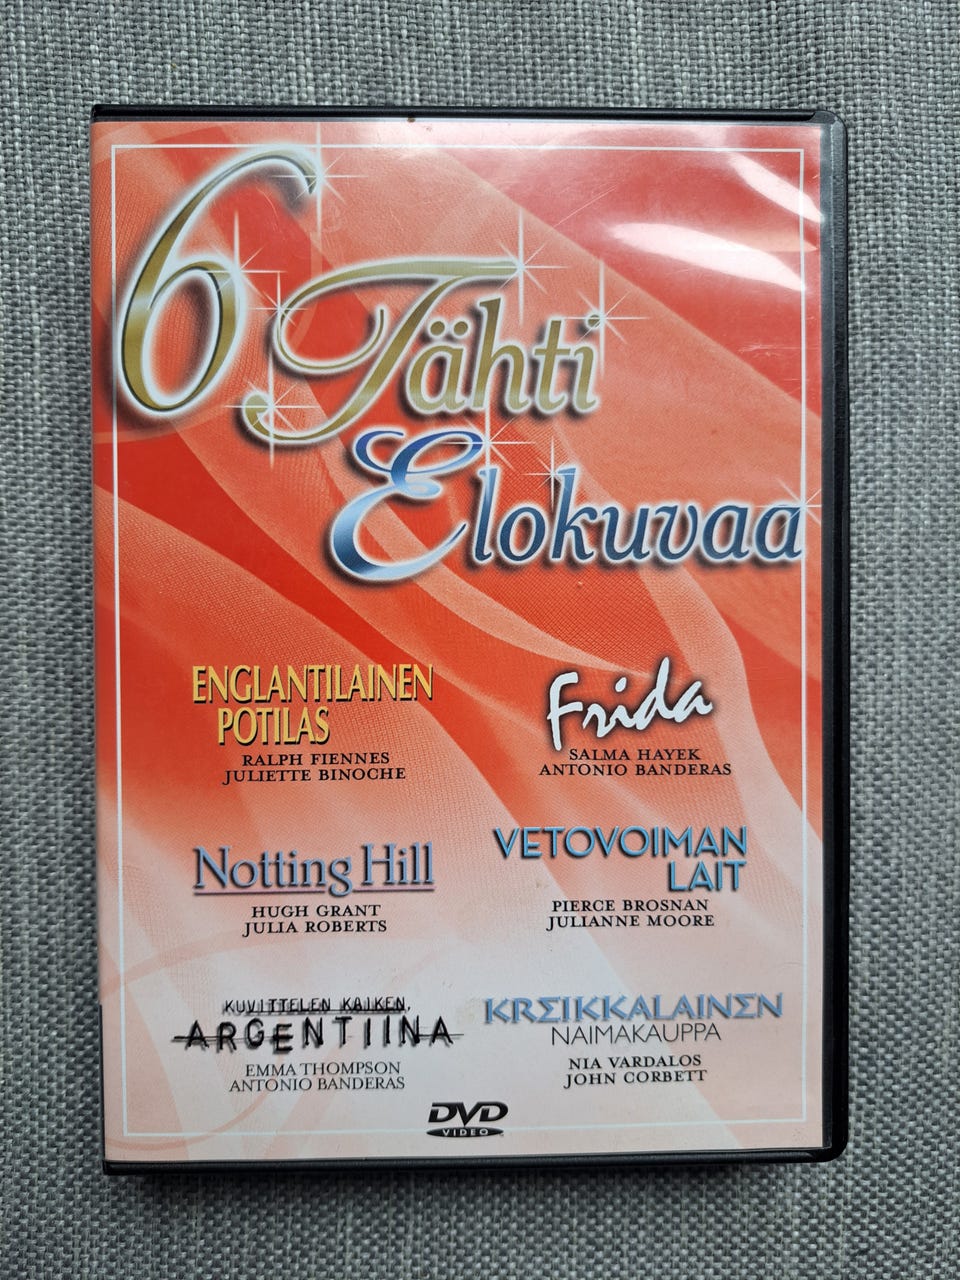 6 Tähti
Elokuvaa
ENGLANTILAINEN
POTILAS
RALPH FIENNES
JULIETTE BINOCHE
Frida
SALMA HAYEK
ANTONIO BANDERAS
Notting Hill
HUGH GRANT
JULIA ROBERTS
VETOVOIMAN
LAIT
PIERCE BROSNAN
JULIANNE MOORE
KUVITTELEN KAIKEN,
ARGENTIINA
EMMA THOMPSON
ANTONIO BANDERAS
KRΣIKKALAINΣN
NAIMAKAUPPA
NIA VARDALOS
JOHN CORBETT
DVD
VIDEO